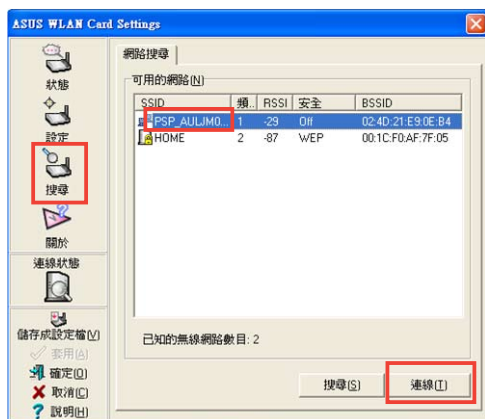 ASUS WLAN Card Settings
狀態
設定
搜尋
關於
連線狀態
儲存成設定檔(V)
套用(A)
確定(O)
取消(C)
說明(H)
網路搜尋
可用的網路(N)
SSID 頻.. RSSI 安全 BSSID
PSP_AULJM0... 1 -29 Off 02:4D:21:E9:0E:B4
HOME 2 -87 WEP 00:1C:F0:AF:7F:05
已知的無線網路數目: 2
搜尋(S) 連線(T)